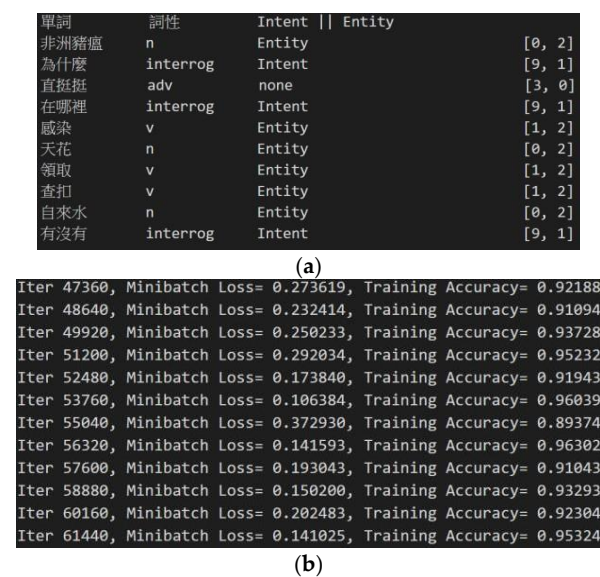 單詞 詞性 Intent || Entity
非洲豬瘟 n Entity [0, 2]
為什麼 interrog Intent [9, 1]
直挺挺 adv none [3, 0]
在哪裡 interrog Intent [9, 1]
感染 v Entity [1, 2]
天花 n Entity [0, 2]
領取 v Entity [1, 2]
查扣 v Entity [1, 2]
自來水 n Entity [0, 2]
有沒有 interrog Intent [9, 1]
(a)
Iter 47360, Minibatch Loss= 0.273619, Training Accuracy= 0.92188
Iter 48640, Minibatch Loss= 0.232414, Training Accuracy= 0.91094
Iter 49920, Minibatch Loss= 0.250233, Training Accuracy= 0.93728
Iter 51200, Minibatch Loss= 0.292034, Training Accuracy= 0.95232
Iter 52480, Minibatch Loss= 0.173840, Training Accuracy= 0.91943
Iter 53760, Minibatch Loss= 0.106384, Training Accuracy= 0.96039
Iter 55040, Minibatch Loss= 0.372930, Training Accuracy= 0.89374
Iter 56320, Minibatch Loss= 0.141593, Training Accuracy= 0.96302
Iter 57600, Minibatch Loss= 0.193043, Training Accuracy= 0.91043
Iter 58880, Minibatch Loss= 0.150200, Training Accuracy= 0.93293
Iter 60160, Minibatch Loss= 0.202483, Training Accuracy= 0.92304
Iter 61440, Minibatch Loss= 0.141025, Training Accuracy= 0.95324
(b)